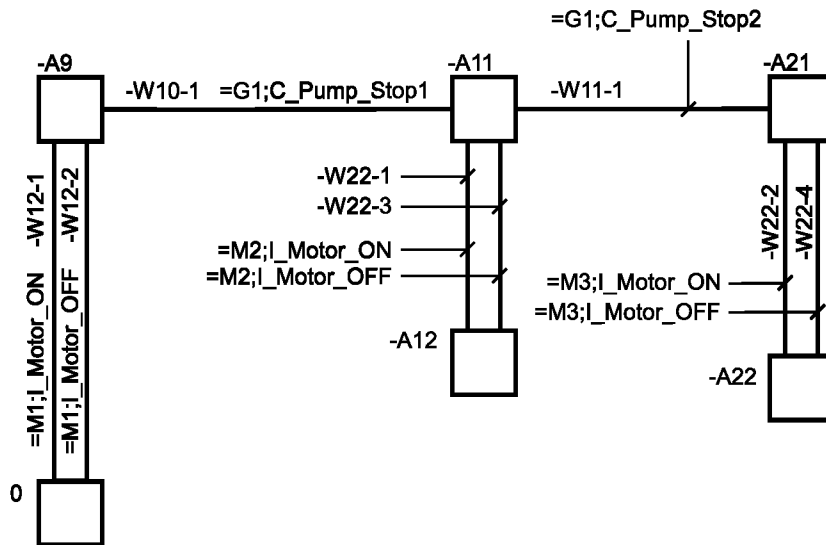 =G1;C_Pump_Stop2
-A9
-A11
-A21
-W10-1
=G1;C_Pump_Stop1
-W11-1
-W12-1
-W12-2
-W22-1
-W22-3
-W22-2
-W22-4
=M2;I_Motor_ON
=M2;I_Motor_OFF
=M1;I_Motor_ON
=M1;I_Motor_OFF
=M3;I_Motor_ON
=M3;I_Motor_OFF
-A12
-A22
0